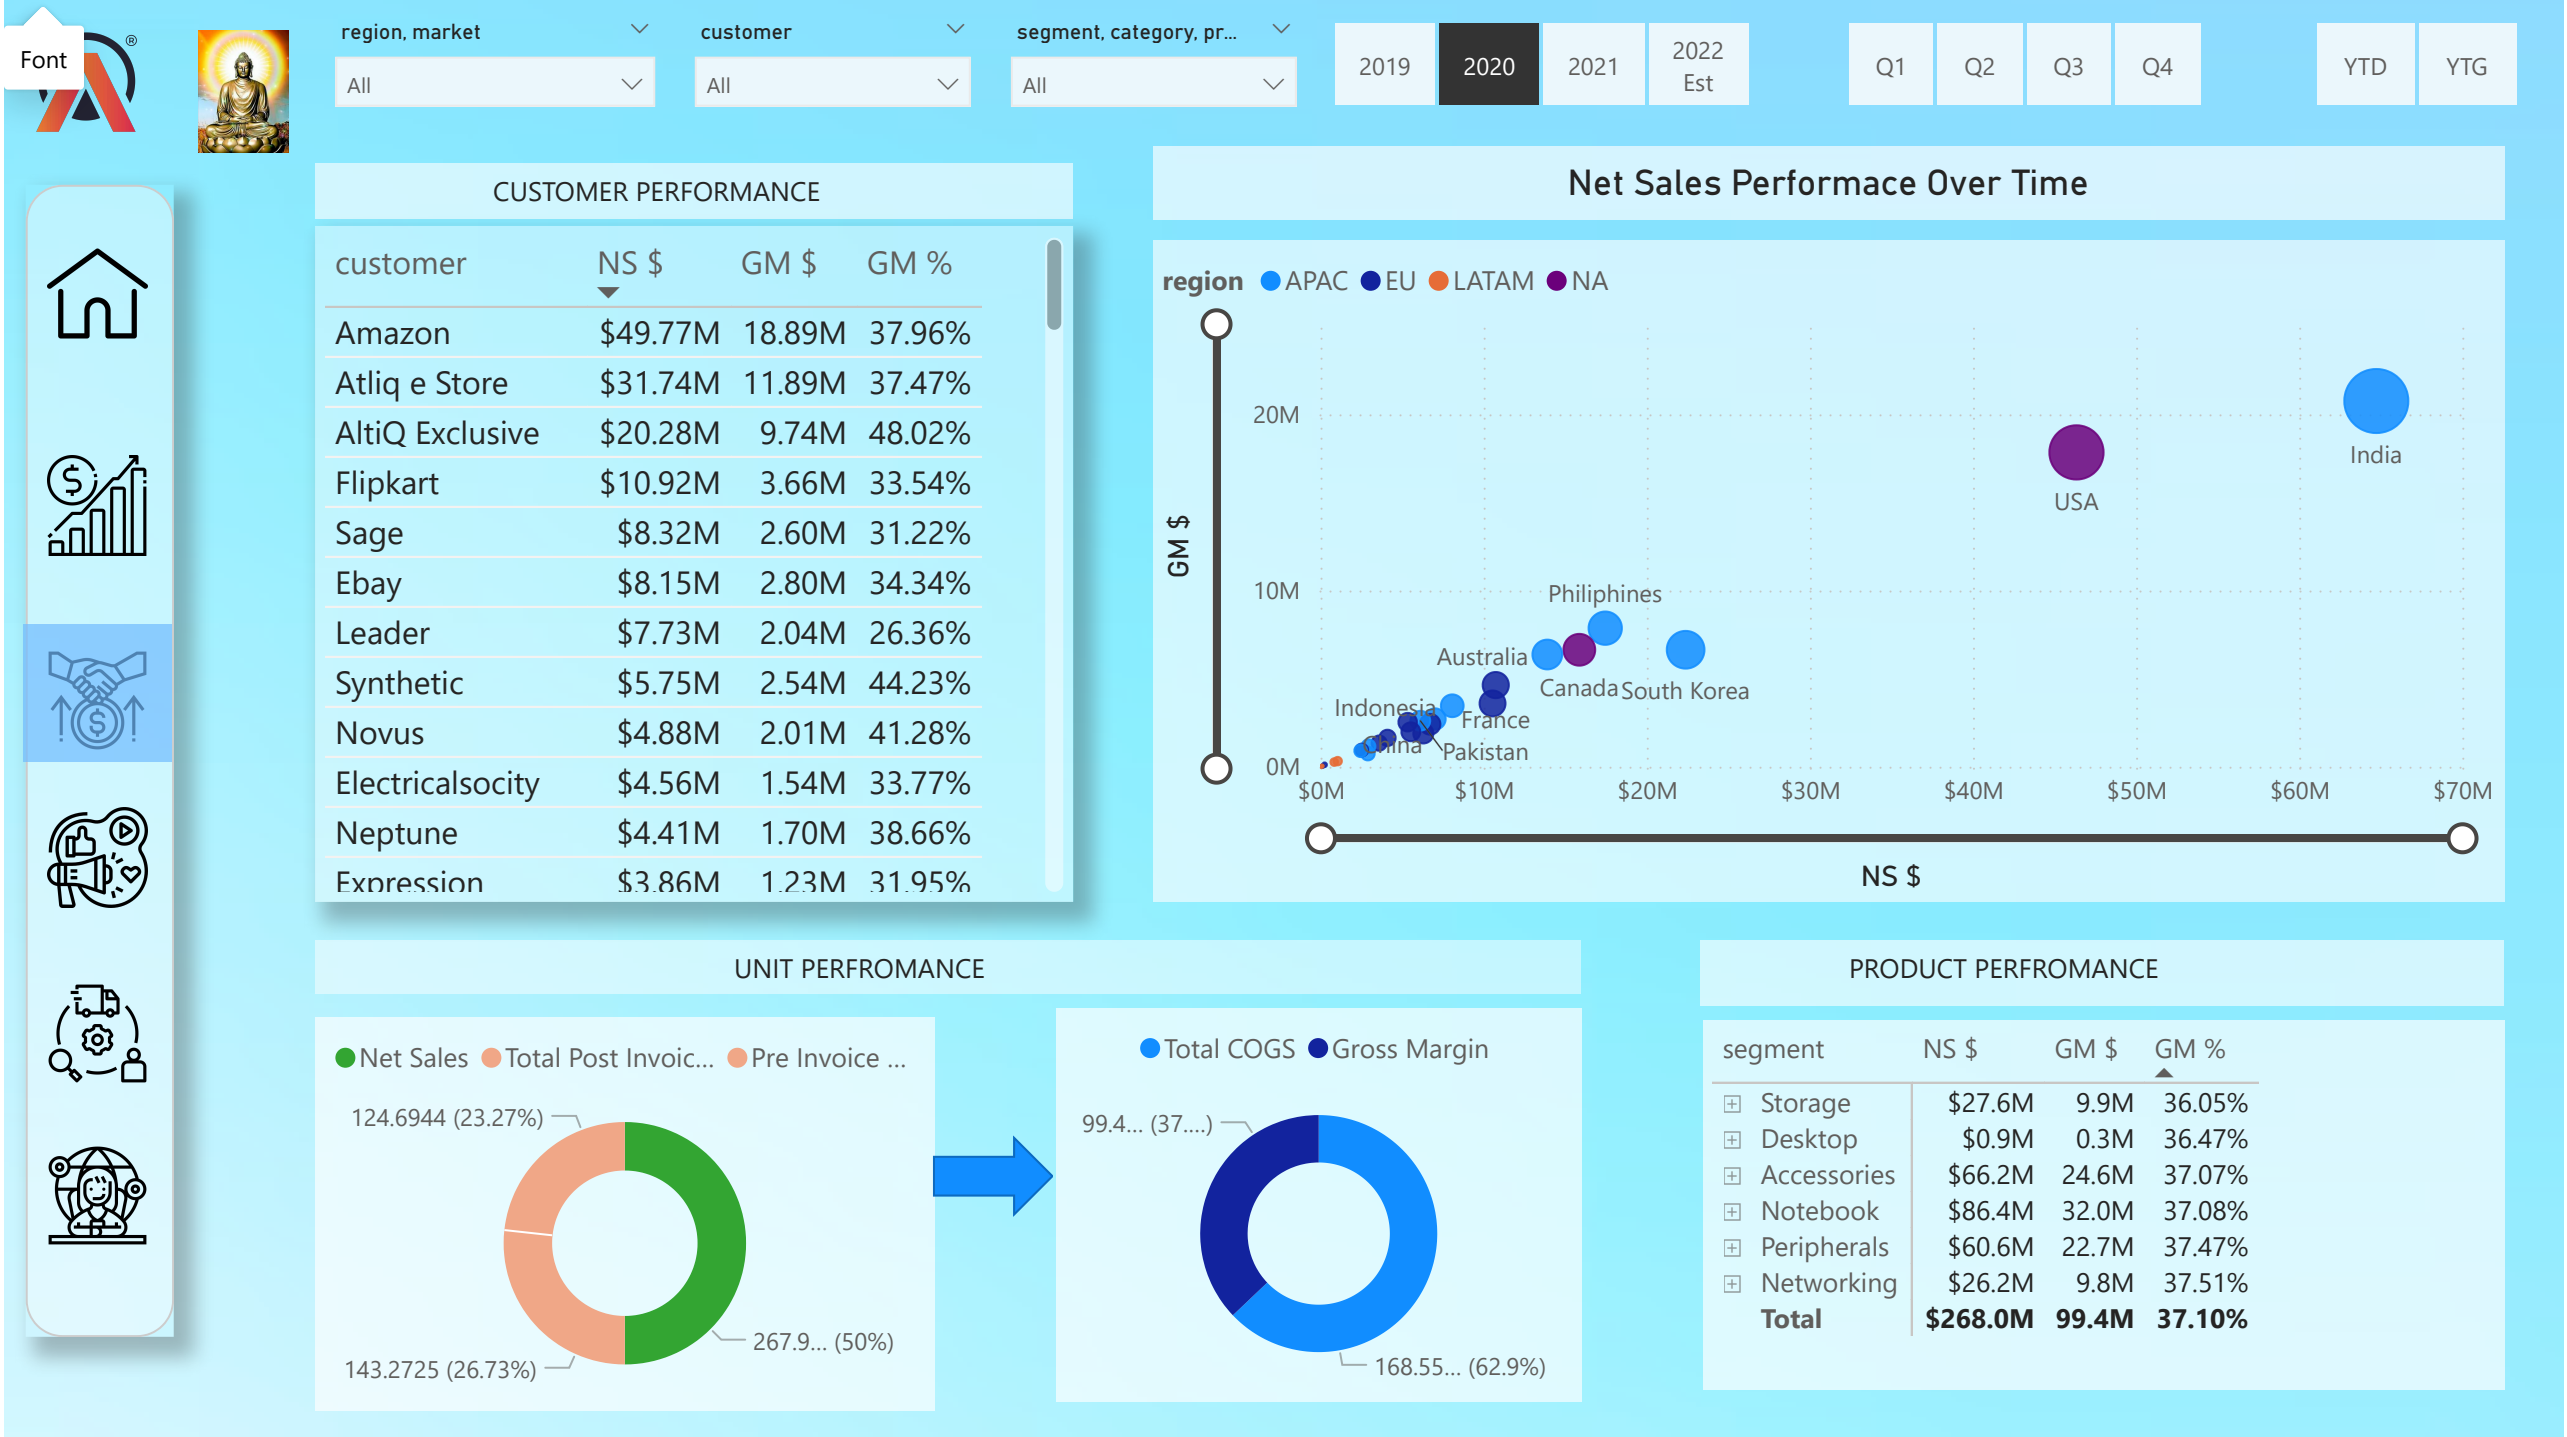 Font
®
region, market
customer
segment, category, pr...
All
All
All
2019
2020
2021
2022
Est
Q1
Q2
Q3
Q4
YTD
YTG
CUSTOMER PERFORMANCE
customer NS $ GM $ GM %
Amazon $49.77M 18.89M 37.96%
Atliq e Store $31.74M 11.89M 37.47%
AltiQ Exclusive $20.28M 9.74M 48.02%
Flipkart $10.92M 3.66M 33.54%
Sage $8.32M 2.60M 31.22%
Ebay $8.15M 2.80M 34.34%
Leader $7.73M 2.04M 26.36%
Synthetic $5.75M 2.54M 44.23%
Novus $4.88M 2.01M 41.28%
Electricalsocity $4.56M 1.54M 33.77%
Neptune $4.41M 1.70M 38.66%
Expression $3.86M 1.23M 31.95%
Net Sales Performace Over Time
region APAC EU LATAM NA
GM $
20M
10M
0M
India
USA
Philiphines
Australia
Canada
South Korea
Indonesia
France
China
Pakistan
$0M $10M $20M $30M $40M $50M $60M $70M
NS $
UNIT PERFROMANCE
Net Sales Total Post Invoic... Pre Invoice ...
124.6944 (23.27%)
267.9... (50%)
143.2725 (26.73%)
$
Total COGS Gross Margin
99.4... (37....)
168.55... (62.9%)
PRODUCT PERFROMANCE
segment NS $ GM $ GM %
Storage $27.6M 9.9M 36.05%
Desktop $0.9M 0.3M 36.47%
Accessories $66.2M 24.6M 37.07%
Notebook $86.4M 32.0M 37.08%
Peripherals $60.6M 22.7M 37.47%
Networking $26.2M 9.8M 37.51%
Total $268.0M 99.4M 37.10%